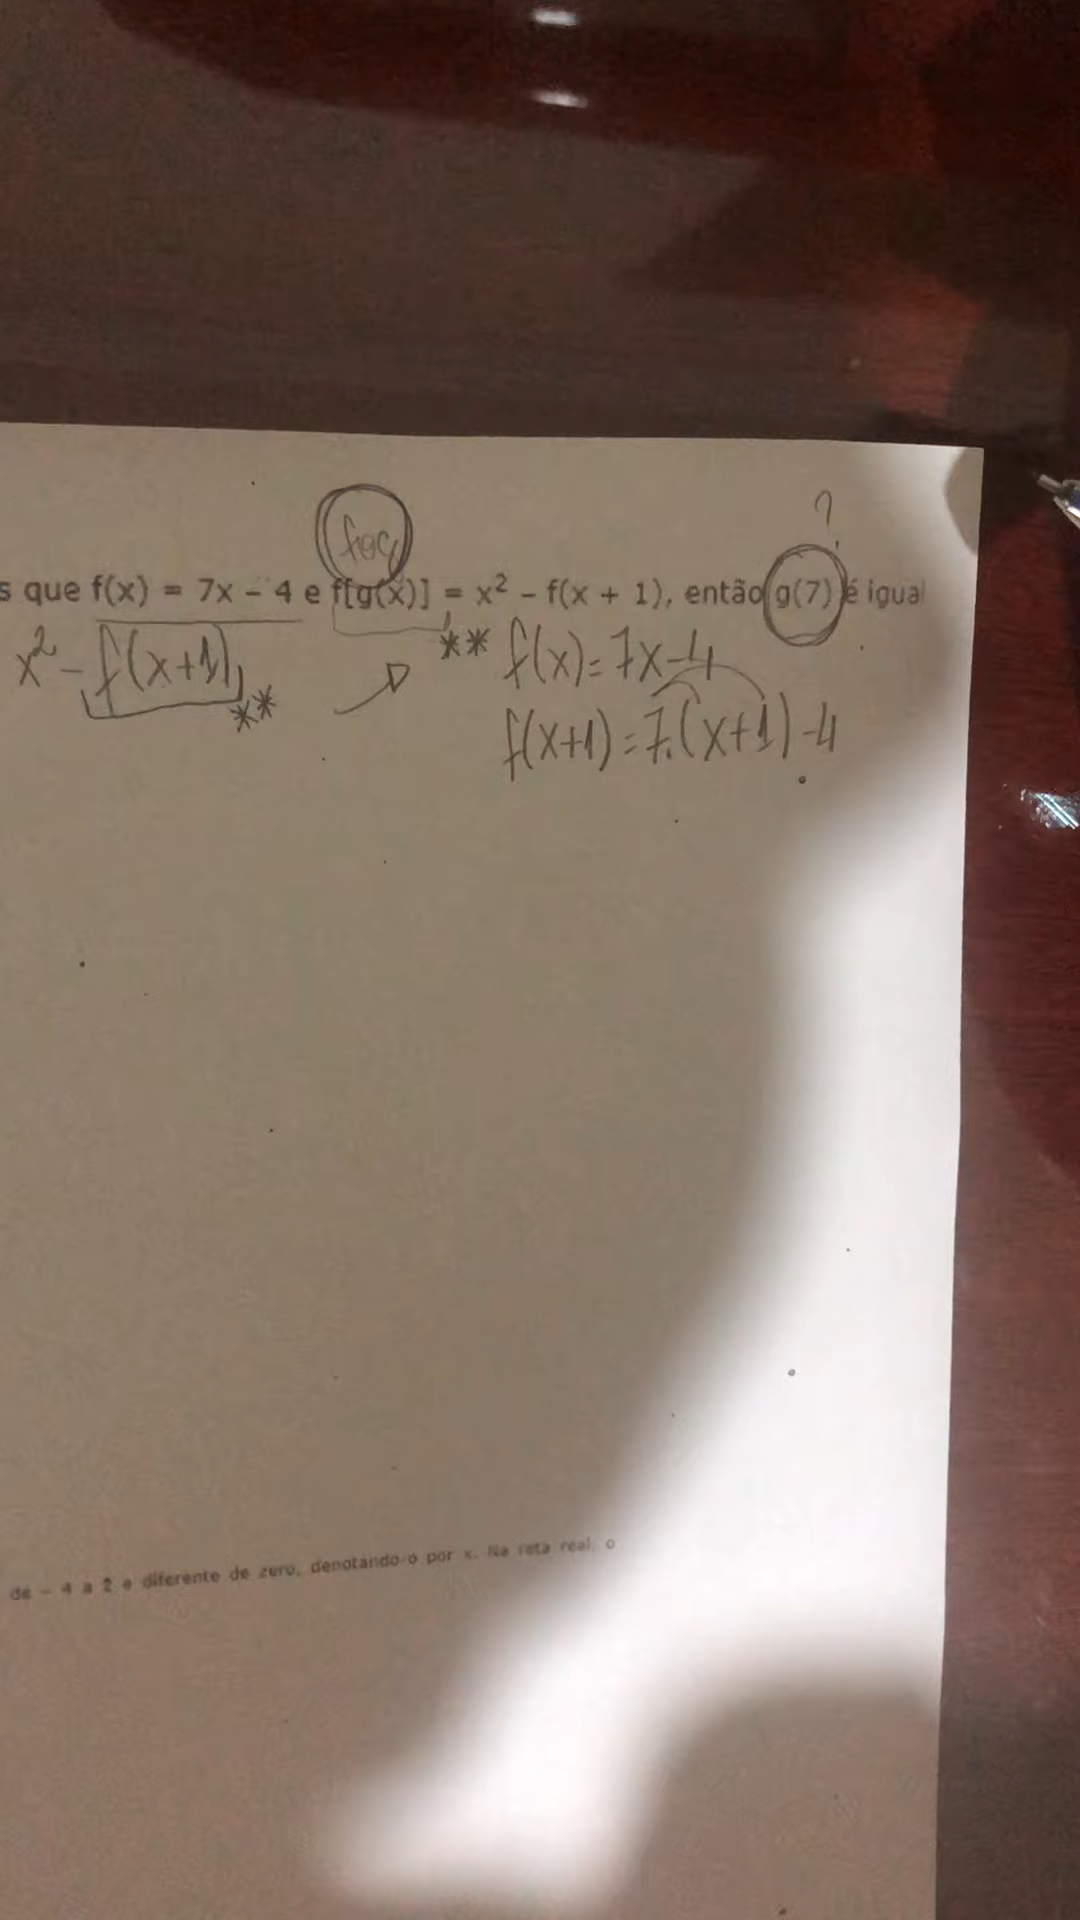 ?
fog
s que f(x) = 7x - 4 e f[g(x)] = x² - f(x + 1), então g(7) é igual
x² - f(x+1) **
** f(x) = 7x-4
f(x+1) = 7.(x+1) -4
de - 4 a 2 e diferente de zero, denotando-o por x. Na reta real, o